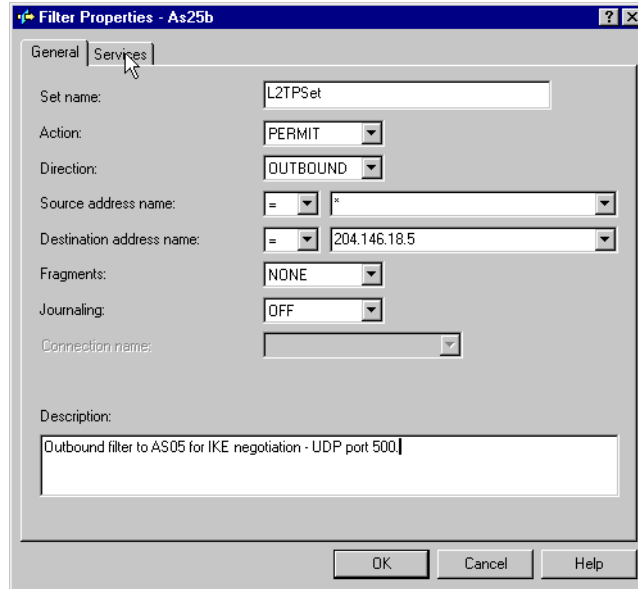 Filter Properties - As25b
General Services
Set name: L2TPSet
Action: PERMIT
Direction: OUTBOUND
Source address name: = *
Destination address name: = 204.146.18.5
Fragments: NONE
Journaling: OFF
Connection name:
Description:
Outbound filter to AS05 for IKE negotiation - UDP port 500.
OK Cancel Help